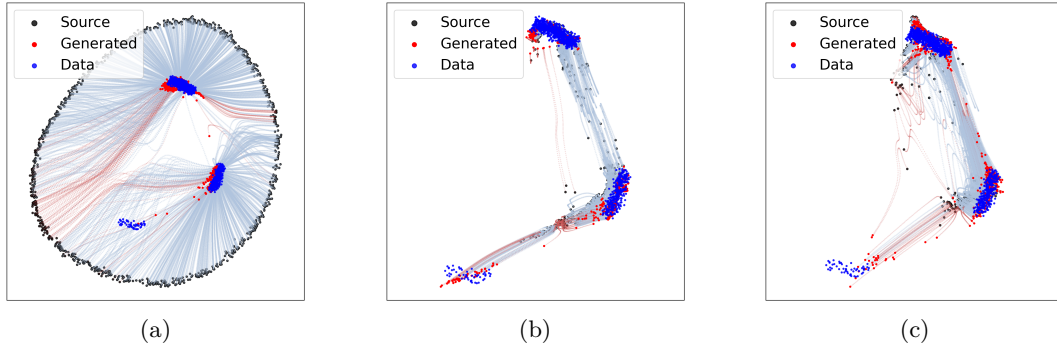 Source
Generated
Data
Source
Generated
Data
Source
Generated
Data
(a)
(b)
(c)